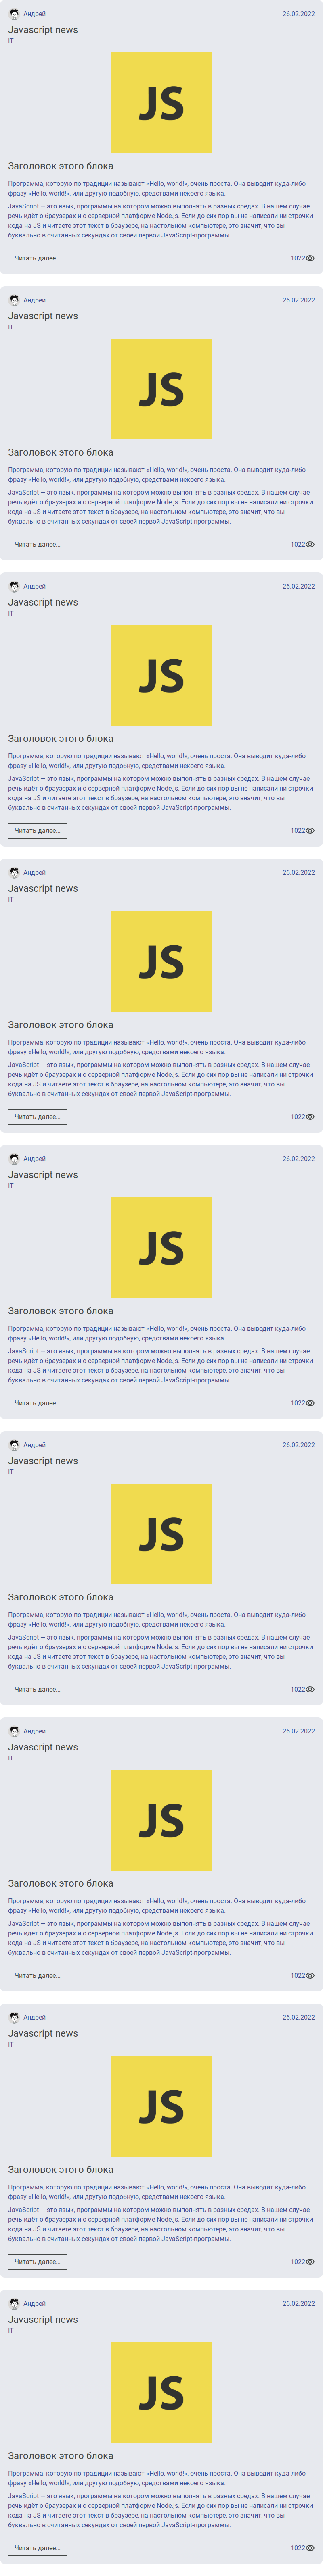 Андрей 26.02.2022
Javascript news
IT
JS
Заголовок этого блока
Программа, которую по традиции называют «Hello, world!», очень проста. Она выводит куда-либо
фразу «Hello, world!», или другую подобную, средствами некоего языка.
JavaScript — это язык, программы на котором можно выполнять в разных средах. В нашем случае
речь идёт о браузерах и о серверной платформе Node.js. Если до сих пор вы не написали ни строчки
кода на JS и читаете этот текст в браузере, на настольном компьютере, это значит, что вы
буквально в считанных секундах от своей первой JavaScript-программы.
Читать далее... 1022
Андрей 26.02.2022
Javascript news
IT
JS
Заголовок этого блока
Программа, которую по традиции называют «Hello, world!», очень проста. Она выводит куда-либо
фразу «Hello, world!», или другую подобную, средствами некоего языка.
JavaScript — это язык, программы на котором можно выполнять в разных средах. В нашем случае
речь идёт о браузерах и о серверной платформе Node.js. Если до сих пор вы не написали ни строчки
кода на JS и читаете этот текст в браузере, на настольном компьютере, это значит, что вы
буквально в считанных секундах от своей первой JavaScript-программы.
Читать далее... 1022
Андрей 26.02.2022
Javascript news
IT
JS
Заголовок этого блока
Программа, которую по традиции называют «Hello, world!», очень проста. Она выводит куда-либо
фразу «Hello, world!», или другую подобную, средствами некоего языка.
JavaScript — это язык, программы на котором можно выполнять в разных средах. В нашем случае
речь идёт о браузерах и о серверной платформе Node.js. Если до сих пор вы не написали ни строчки
кода на JS и читаете этот текст в браузере, на настольном компьютере, это значит, что вы
буквально в считанных секундах от своей первой JavaScript-программы.
Читать далее... 1022
Андрей 26.02.2022
Javascript news
IT
JS
Заголовок этого блока
Программа, которую по традиции называют «Hello, world!», очень проста. Она выводит куда-либо
фразу «Hello, world!», или другую подобную, средствами некоего языка.
JavaScript — это язык, программы на котором можно выполнять в разных средах. В нашем случае
речь идёт о браузерах и о серверной платформе Node.js. Если до сих пор вы не написали ни строчки
кода на JS и читаете этот текст в браузере, на настольном компьютере, это значит, что вы
буквально в считанных секундах от своей первой JavaScript-программы.
Читать далее... 1022
Андрей 26.02.2022
Javascript news
IT
JS
Заголовок этого блока
Программа, которую по традиции называют «Hello, world!», очень проста. Она выводит куда-либо
фразу «Hello, world!», или другую подобную, средствами некоего языка.
JavaScript — это язык, программы на котором можно выполнять в разных средах. В нашем случае
речь идёт о браузерах и о серверной платформе Node.js. Если до сих пор вы не написали ни строчки
кода на JS и читаете этот текст в браузере, на настольном компьютере, это значит, что вы
буквально в считанных секундах от своей первой JavaScript-программы.
Читать далее... 1022
Андрей 26.02.2022
Javascript news
IT
JS
Заголовок этого блока
Программа, которую по традиции называют «Hello, world!», очень проста. Она выводит куда-либо
фразу «Hello, world!», или другую подобную, средствами некоего языка.
JavaScript — это язык, программы на котором можно выполнять в разных средах. В нашем случае
речь идёт о браузерах и о серверной платформе Node.js. Если до сих пор вы не написали ни строчки
кода на JS и читаете этот текст в браузере, на настольном компьютере, это значит, что вы
буквально в считанных секундах от своей первой JavaScript-программы.
Читать далее... 1022
Андрей 26.02.2022
Javascript news
IT
JS
Заголовок этого блока
Программа, которую по традиции называют «Hello, world!», очень проста. Она выводит куда-либо
фразу «Hello, world!», или другую подобную, средствами некоего языка.
JavaScript — это язык, программы на котором можно выполнять в разных средах. В нашем случае
речь идёт о браузерах и о серверной платформе Node.js. Если до сих пор вы не написали ни строчки
кода на JS и читаете этот текст в браузере, на настольном компьютере, это значит, что вы
буквально в считанных секундах от своей первой JavaScript-программы.
Читать далее... 1022
Андрей 26.02.2022
Javascript news
IT
JS
Заголовок этого блока
Программа, которую по традиции называют «Hello, world!», очень проста. Она выводит куда-либо
фразу «Hello, world!», или другую подобную, средствами некоего языка.
JavaScript — это язык, программы на котором можно выполнять в разных средах. В нашем случае
речь идёт о браузерах и о серверной платформе Node.js. Если до сих пор вы не написали ни строчки
кода на JS и читаете этот текст в браузере, на настольном компьютере, это значит, что вы
буквально в считанных секундах от своей первой JavaScript-программы.
Читать далее... 1022
Андрей 26.02.2022
Javascript news
IT
JS
Заголовок этого блока
Программа, которую по традиции называют «Hello, world!», очень проста. Она выводит куда-либо
фразу «Hello, world!», или другую подобную, средствами некоего языка.
JavaScript — это язык, программы на котором можно выполнять в разных средах. В нашем случае
речь идёт о браузерах и о серверной платформе Node.js. Если до сих пор вы не написали ни строчки
кода на JS и читаете этот текст в браузере, на настольном компьютере, это значит, что вы
буквально в считанных секундах от своей первой JavaScript-программы.
Читать далее... 1022